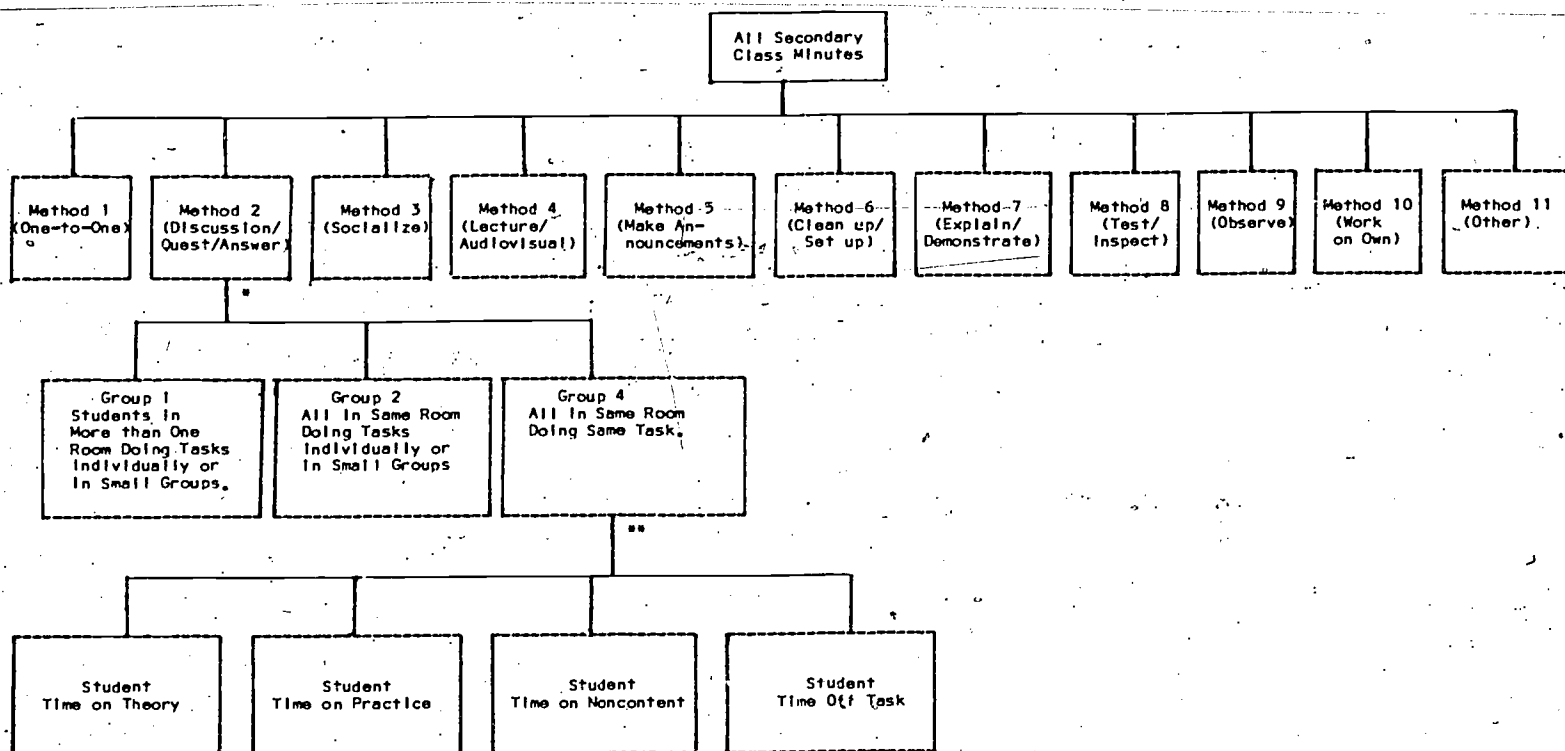 All Secondary
Class Minutes
Method 1
(One-to-One)
Method 2
(Discussion/
Quest/Answer)
Method 3
(Socialize)
Method 4
(Lecture/
Audiovisual)
Method 5
(Make An-
nouncements)
Method 6
(Clean up/
Set up)
Method 7
(Explain/
Demonstrate)
Method 8
(Test/
Inspect)
Method 9
(Observe)
Method 10
(Work
on Own)
Method 11
(Other)
*
Group 1
Students in
More than One
Room Doing Tasks
Individually or
in Small Groups.
Group 2
All in Same Room
Doing Tasks
Individually or
in Small Groups
Group 4
All in Same Room
Doing Same Task.
**
Student
Time on Theory
Student
Time on Practice
Student
Time on Noncontent
Student
Time Off Task